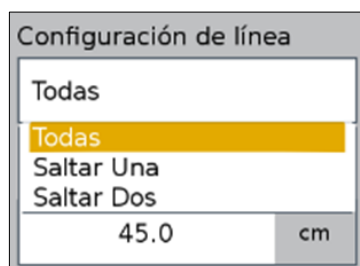 Configuración de línea
Todas
Todas
Saltar Una
Saltar Dos
45.0 cm